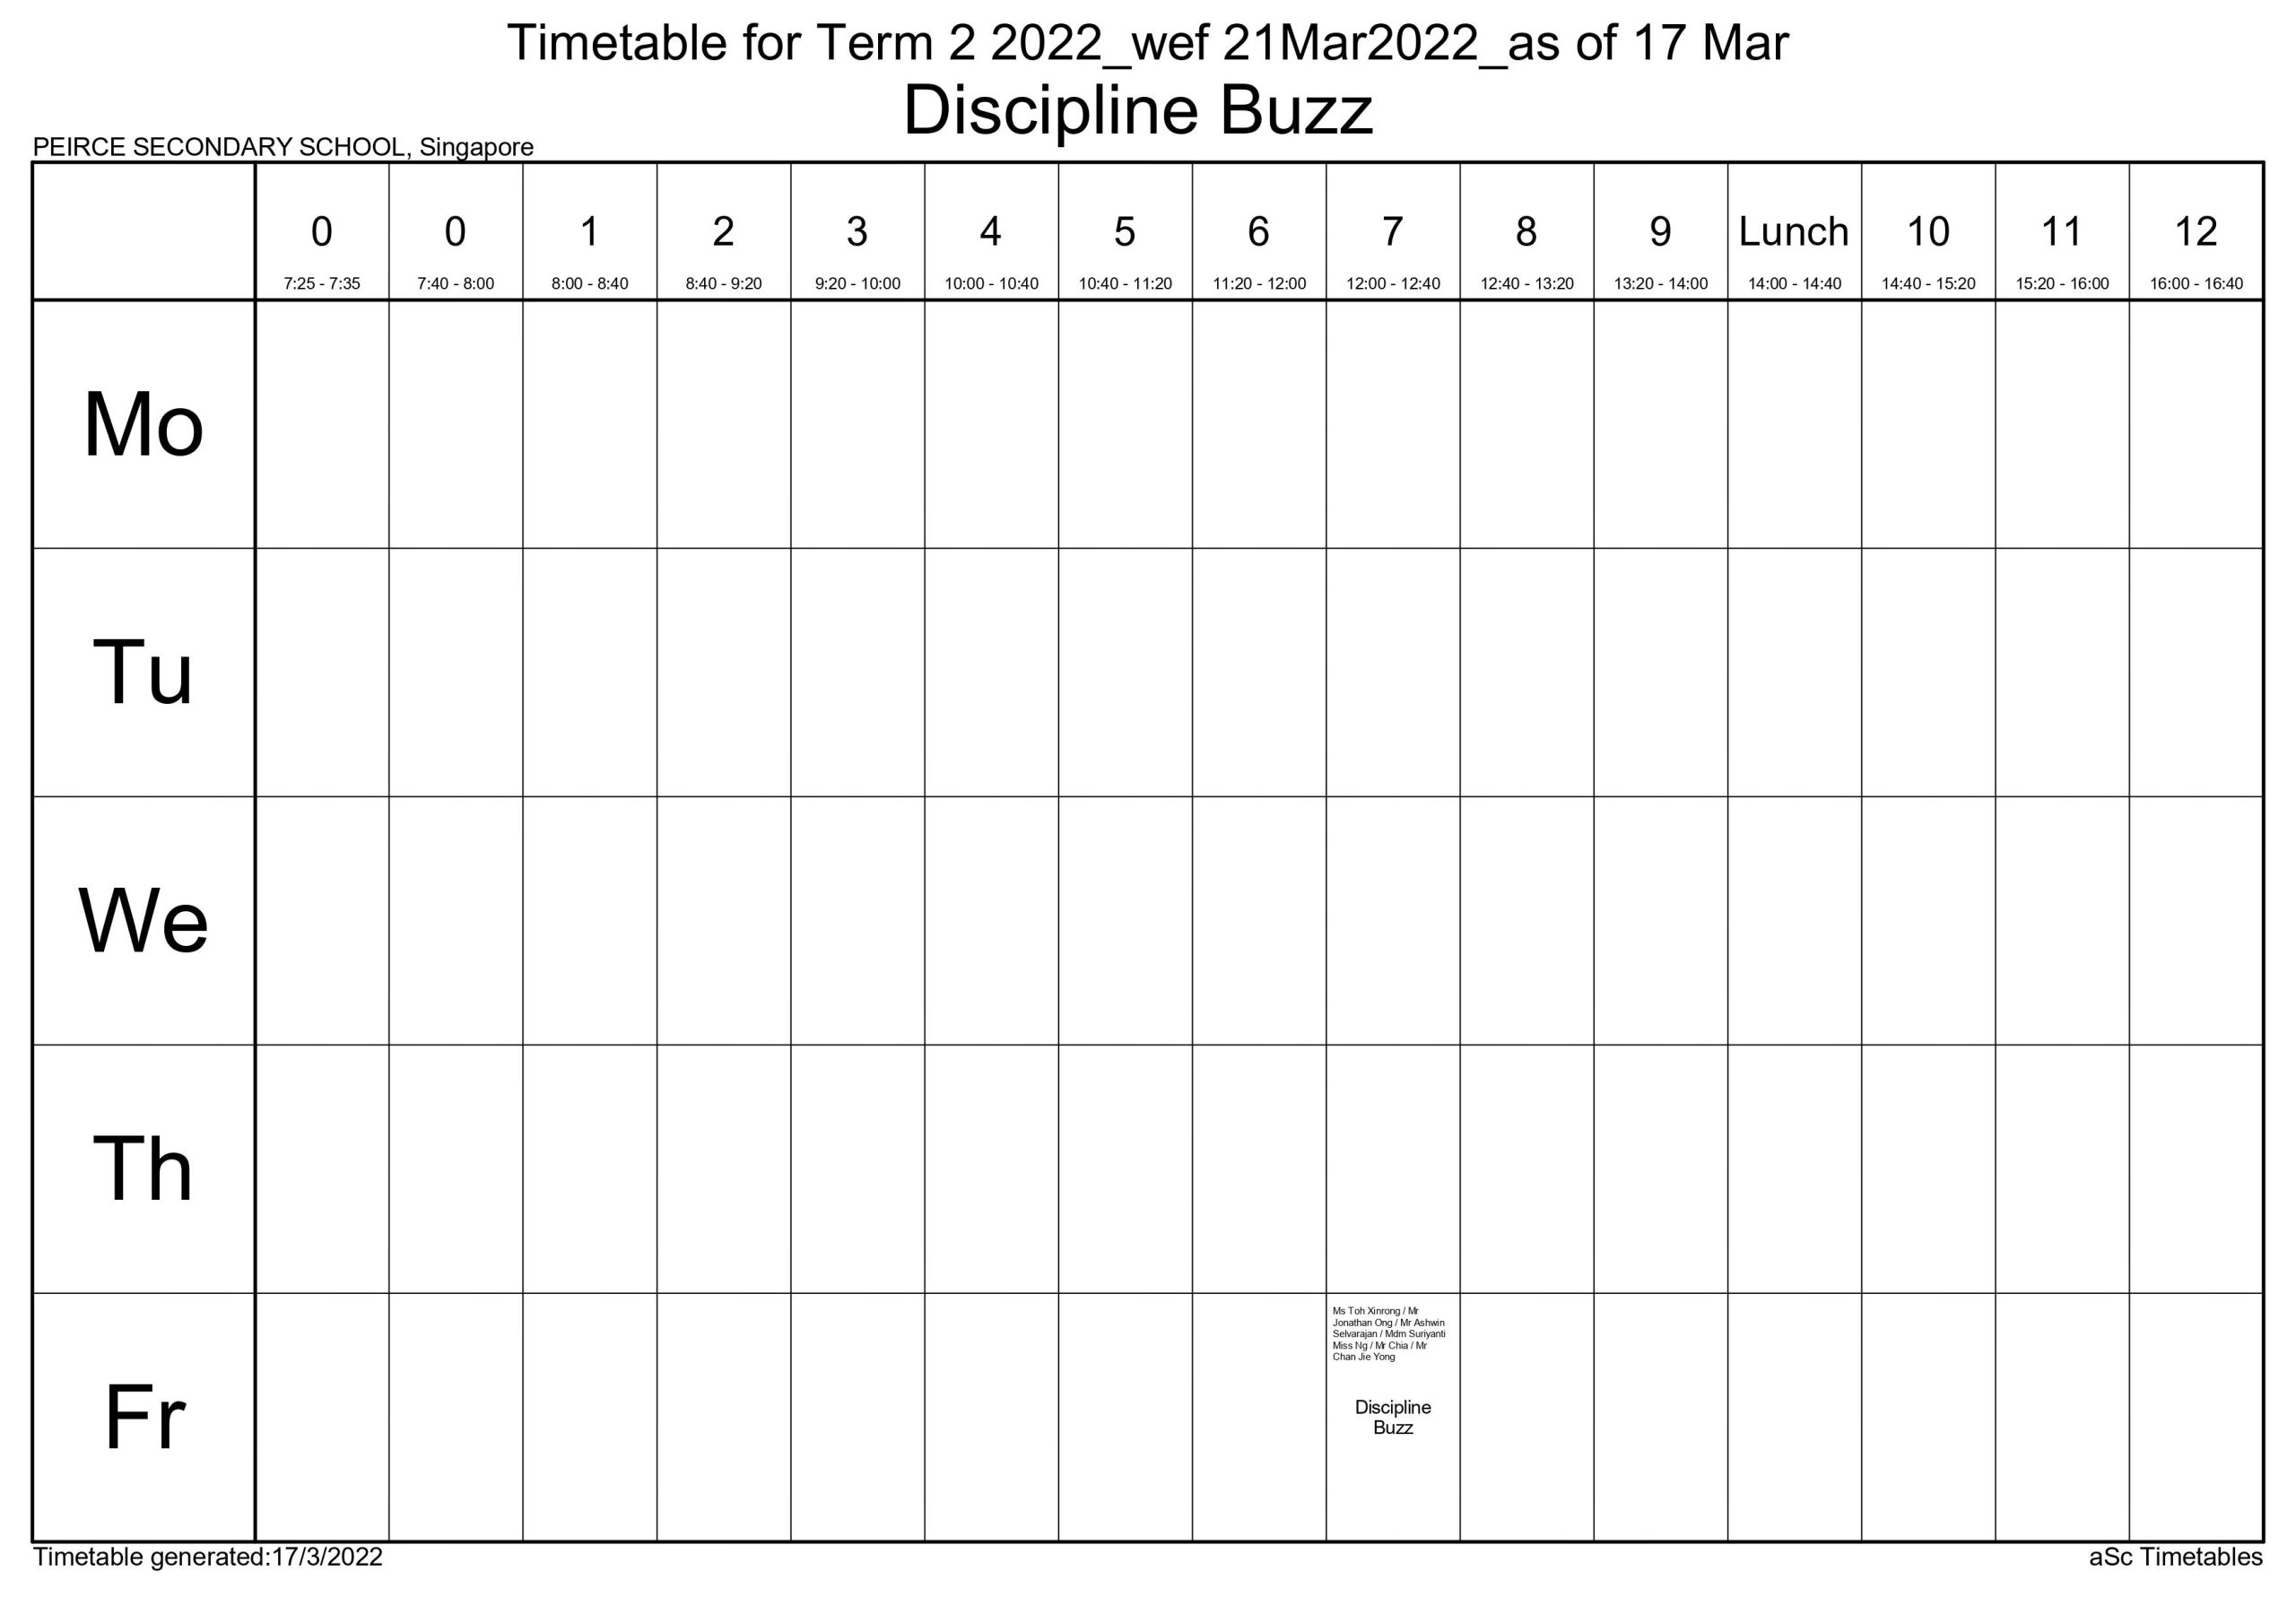 Timetable for Term 2 2022_wef 21Mar2022_as of 17 Mar
Discipline Buzz
PEIRCE SECONDARY SCHOOL, Singapore
0 0 1 2 3 4 5 6 7 8 9 Lunch 10 11 12
7:25 - 7:35 7:40 - 8:00 8:00 - 8:40 8:40 - 9:20 9:20 - 10:00 10:00 - 10:40 10:40 - 11:20 11:20 - 12:00 12:00 - 12:40 12:40 - 13:20 13:20 - 14:00 14:00 - 14:40 14:40 - 15:20 15:20 - 16:00 16:00 - 16:40
Mo
Tu
We
Th
Fr
Ms Toh Xinrong / Mr
Jonathan Ong / Mr Ashwin
Selvarajan / Mdm Suriyanti
Miss Ng / Mr Chia / Mr
Chan Jie Yong
Discipline
Buzz
Timetable generated:17/3/2022
aSc Timetables